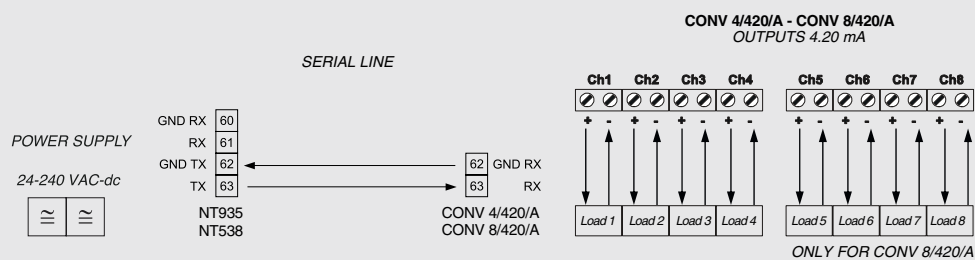 CONV 4/420/A - CONV 8/420/A
OUTPUTS 4.20 mA
SERIAL LINE
Ch1 Ch2 Ch3 Ch4 Ch5 Ch6 Ch7 Ch8
+ - + - + - + - + - + - + - + -
GND RX 60
RX 61
POWER SUPPLY
GND TX 62
62 GND RX
TX 63
63 RX
24-240 VAC-dc
≅ ≅
NT935
NT538
CONV 4/420/A
CONV 8/420/A
Load 1 Load 2 Load 3 Load 4 Load 5 Load 6 Load 7 Load 8
ONLY FOR CONV 8/420/A